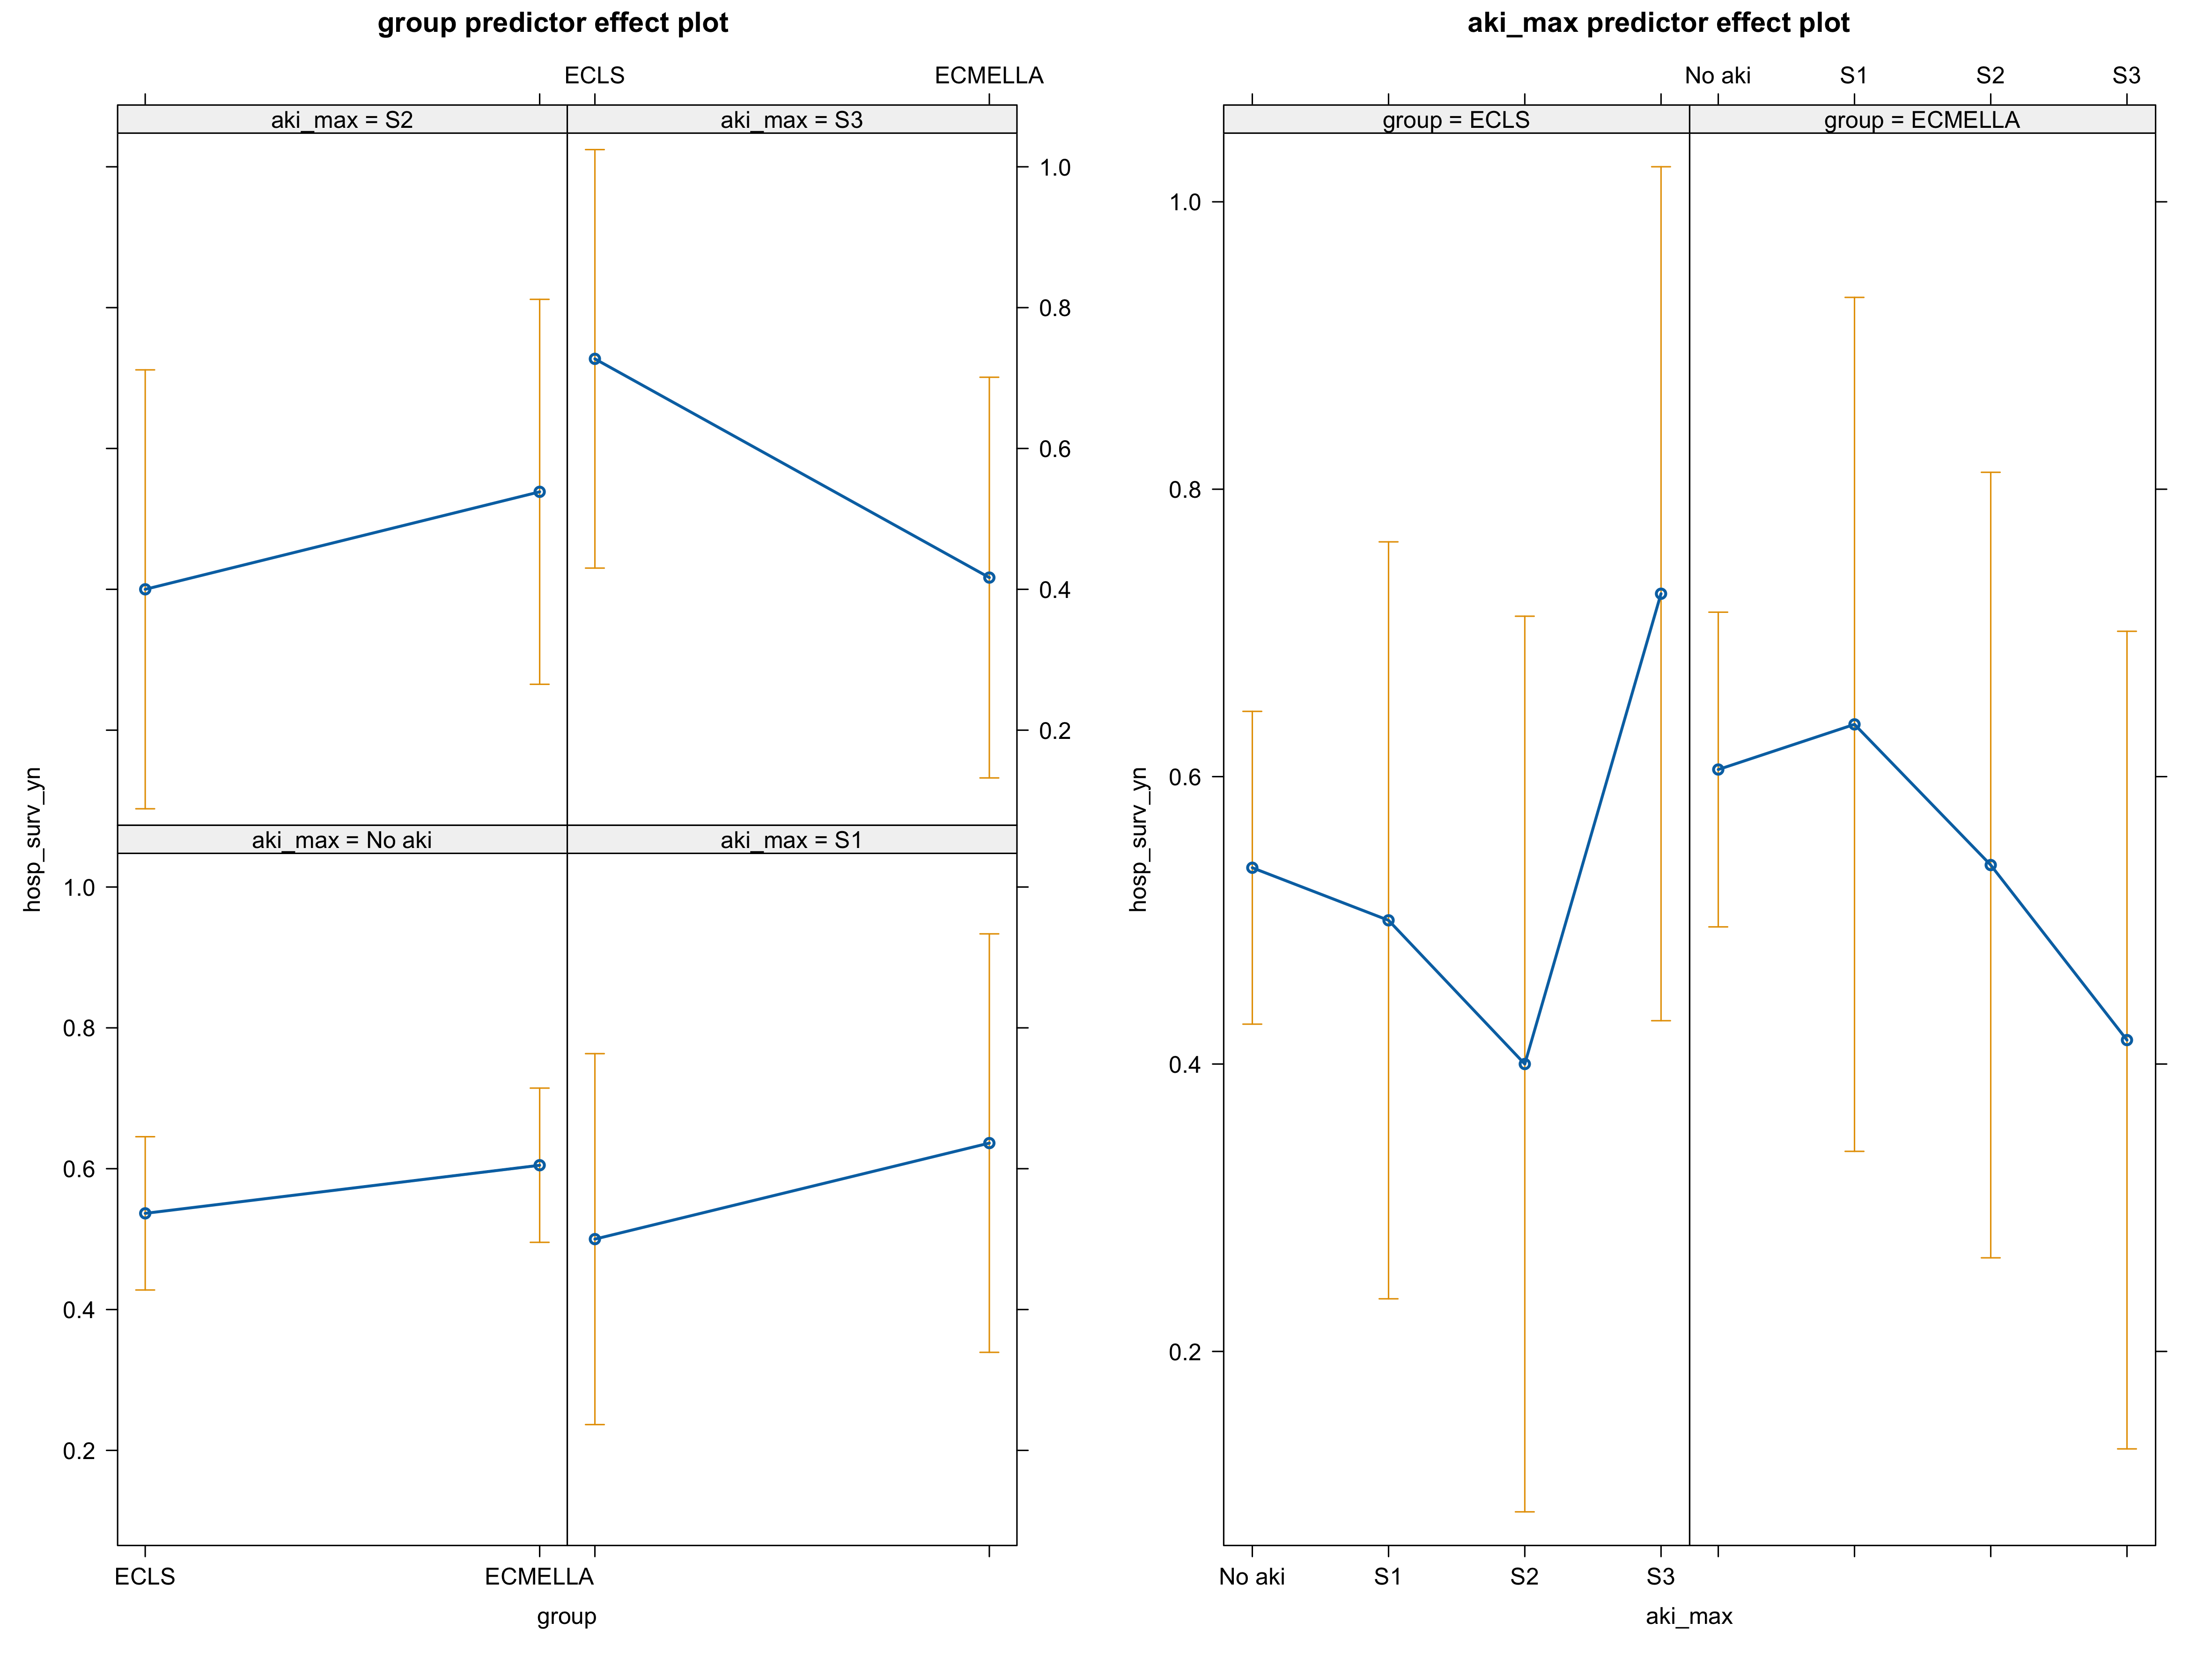 group predictor effect plot
ECLS ECMELLA
aki_max = S2 aki_max = S3
1.0
0.8
0.6
0.4
0.2
aki_max = No aki aki_max = S1
1.0
0.8
0.6
0.4
0.2
hosp_surv_yn
ECLS ECMELLA
group
aki_max predictor effect plot
No aki S1 S2 S3
group = ECLS group = ECMELLA
1.0
0.8
0.6
0.4
0.2
hosp_surv_yn
No aki S1 S2 S3
aki_max